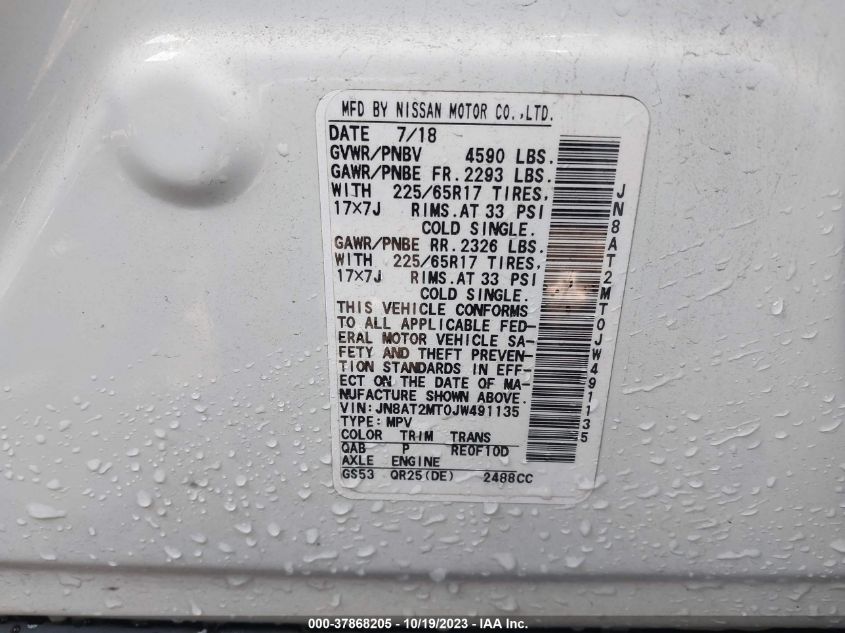 MFD BY NISSAN MOTOR CO.,LTD.
DATE 7/18
GVWR/PNBV 4590 LBS.
GAWR/PNBE FR.2293 LBS.
WITH 225/65R17 TIRES,
17×7J RIMS.AT 33 PSI
COLD SINGLE.
GAWR/PNBE RR.2326 LBS.
WITH 225/65R17 TIRES,
17×7J RIMS.AT 33 PSI
COLD SINGLE.
THIS VEHICLE CONFORMS
TO ALL APPLICABLE FED-
ERAL MOTOR VEHICLE SA-
FETY AND THEFT PREVEN-
TION STANDARDS IN EFF-
ECT ON THE DATE OF MA-
NUFACTURE SHOWN ABOVE.
VIN:JN8AT2MT0JW491135
TYPE:MPV
COLOR TRIM TRANS
QAB P RE0F10D
AXLE ENGINE
GS53 QR25(DE) 2488CC
JN8AT2MT0JW491135
000-37868205 - 10/19/2023 - IAA Inc.